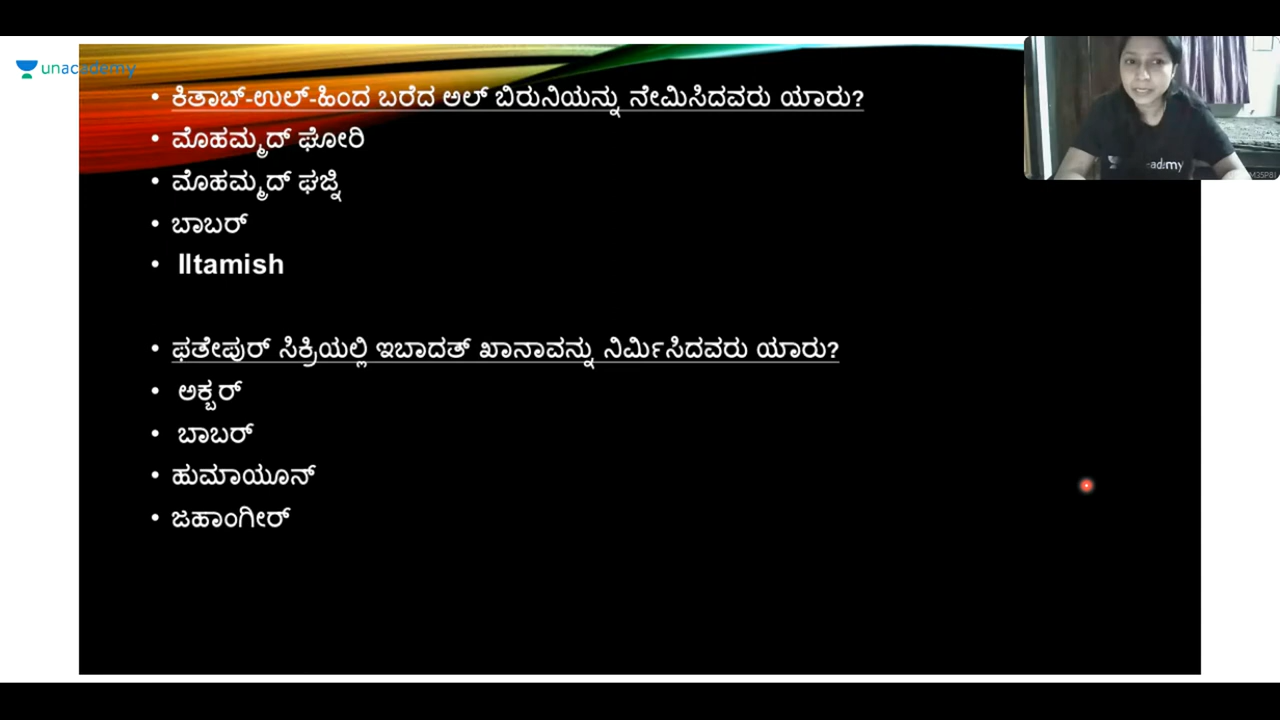 unacademy
• ಕಿತಾಬ್-ಉಲ್-ಹಿಂದ ಬರೆದ ಅಲ್ ಬಿರುನಿಯನ್ನು ನೇಮಿಸಿದವರು ಯಾರು?
• ಮೊಹಮ್ಮದ್ ಘೋರಿ
• ಮೊಹಮ್ಮದ್ ಘಜ್ನಿ
• ಬಾಬರ್
• Iltamish
• ಫತೇಪುರ್ ಸಿಕ್ರಿಯಲ್ಲಿ ಇಬಾದತ್ ಖಾನಾವನ್ನು ನಿರ್ಮಿಸಿದವರು ಯಾರು?
• ಅಕ್ಬರ್
• ಬಾಬರ್
• ಹುಮಾಯೂನ್
• ಜಹಾಂಗೀರ್